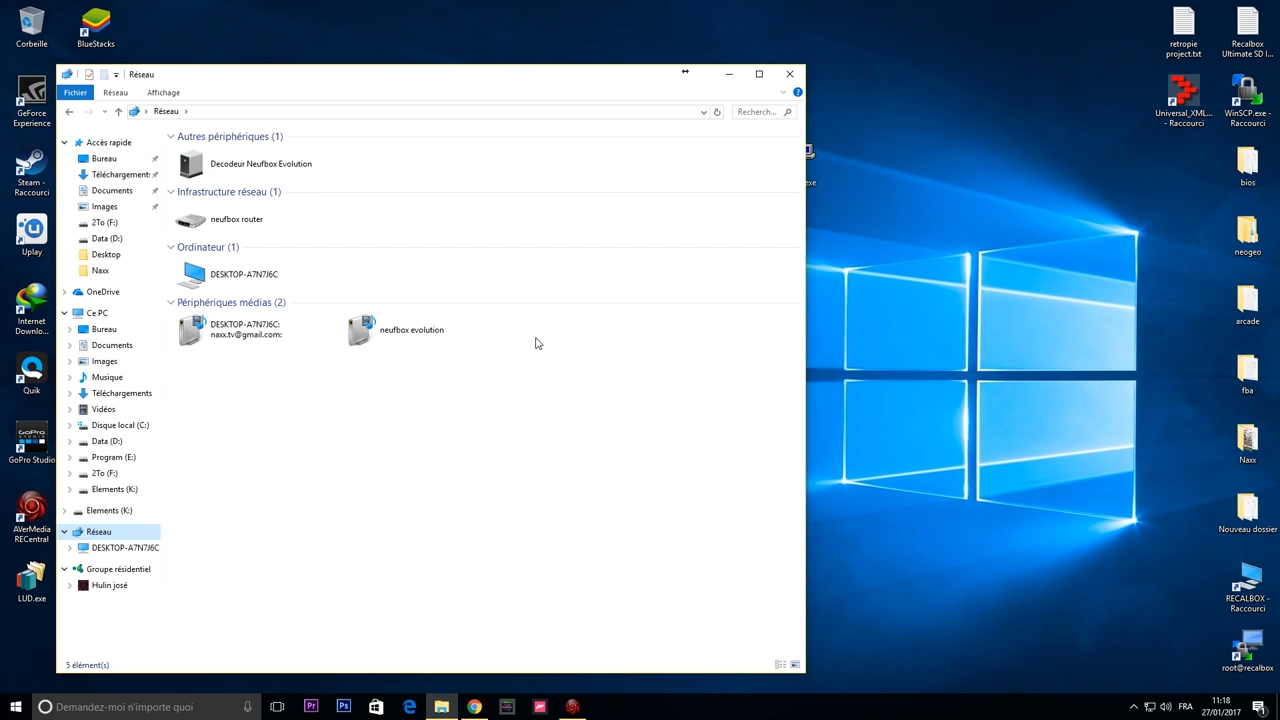 Corbeille
BlueStacks
GeForce
Experience
Steam -
Raccourci
Uplay
Internet
Downlo...
Quik
GoPro Studio
AVerMedia
RECentral
LUD.exe
Réseau
Fichier
Réseau
Affichage
Réseau
Recherch...
Accès rapide
Bureau
Téléchargement:
Documents
Images
2To (F:)
Data (D:)
Desktop
Naxx
OneDrive
Ce PC
Bureau
Documents
Images
Musique
Téléchargements
Vidéos
Disque local (C:)
Data (D:)
Program (E:)
2To (F:)
Elements (K:)
Elements (K:)
Réseau
DESKTOP-A7N7J6C
Groupe résidentiel
Hulin josé
Autres périphériques (1)
Decodeur Neufbox Evolution
Infrastructure réseau (1)
neufbox router
Ordinateur (1)
DESKTOP-A7N7J6C
Périphériques médias (2)
DESKTOP-A7N7J6C:
naxx.tv@gmail.com:
neufbox evolution
5 élément(s)
exe
retropie
project.txt
Recalbox
Ultimate SD I...
Universal_XML...
- Raccourci
WinSCP.exe -
Raccourci
bios
neogeo
arcade
fba
Naxx
Nouveau dossier
RECALBOX -
Raccourci
root@recalbox
Demandez-moi n'importe quoi
Pr
Ps
FRA
11:18
27/01/2017
1